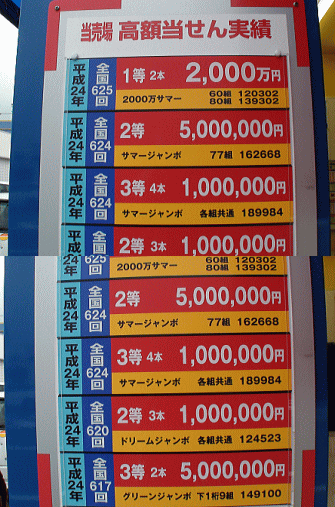 当売場 高額当せん実績
平成24年 全国625回 1等 2本 2,000万円
2000万サマー 60組 120302
80組 139302
平成24年 全国624回 2等 5,000,000円
サマージャンボ 77組 162668
平成24年 全国624回 3等 4本 1,000,000円
サマージャンボ 各組共通 189984
2等 3本 1,000,000円
平成24年 全国625回 2000万サマー 60組 120302
80組 139302
平成24年 全国624回 2等 5,000,000円
サマージャンボ 77組 162668
平成24年 全国624回 3等 4本 1,000,000円
サマージャンボ 各組共通 189984
平成24年 全国620回 2等 3本 1,000,000円
ドリームジャンボ 各組共通 124523
平成24年 全国617回 3等 2本 5,000,000円
グリーンジャンボ 下1桁9組 149100